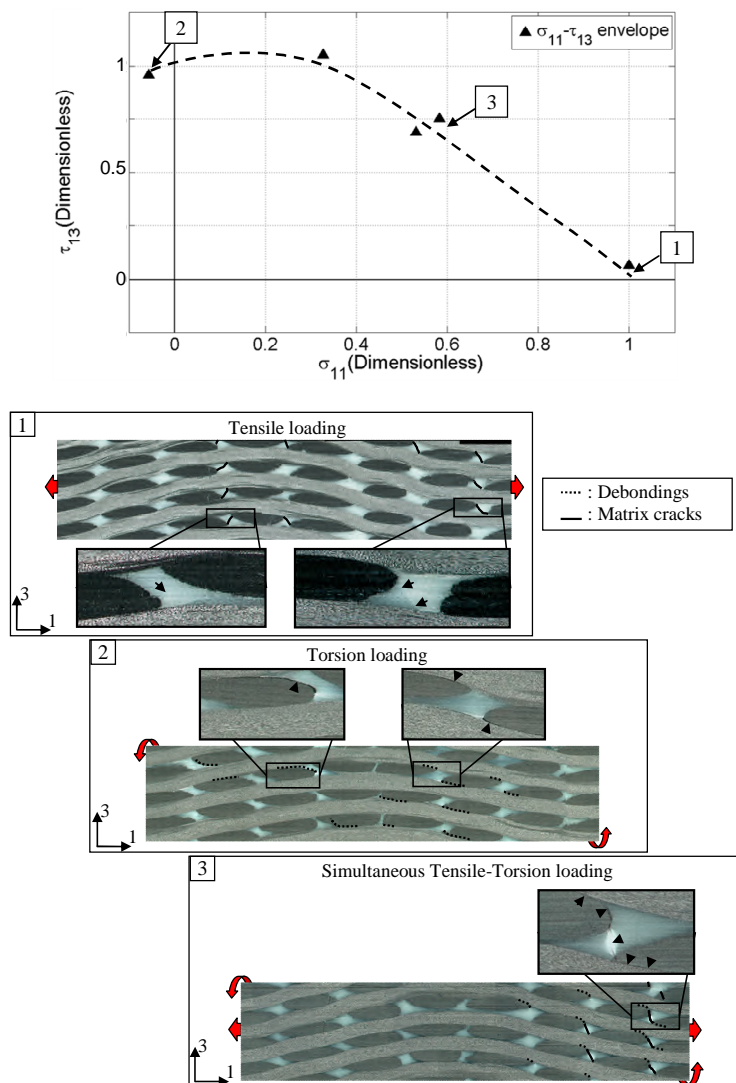 2
σ11-τ13 envelope
1
3
0.5
1
0
τ13(Dimensionless)
0 0.2 0.4 0.6 0.8 1
σ11(Dimensionless)
1
Tensile loading
: Debondings
: Matrix cracks
3
1
2
Torsion loading
3
1
3
Simultaneous Tensile-Torsion loading
3
1